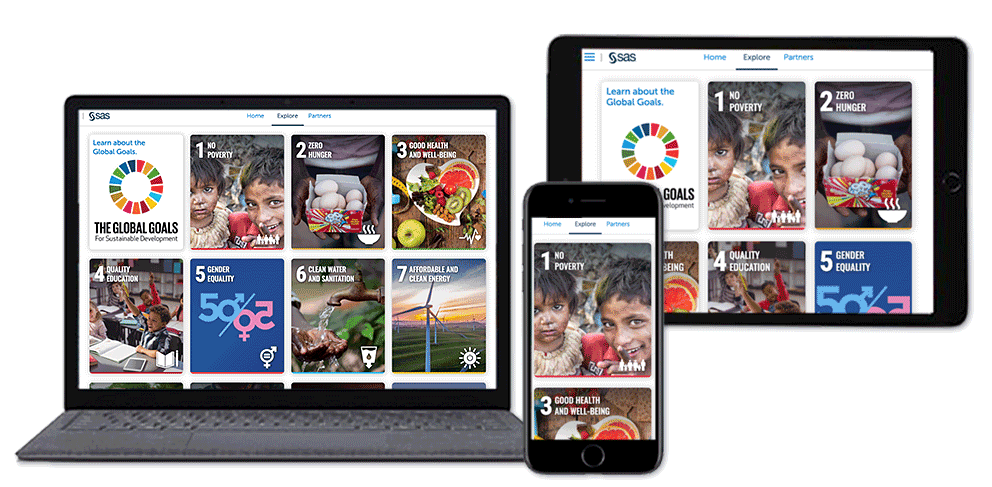 sas
Home Explore Partners
Learn about the
Global Goals.
THE GLOBAL GOALS
For Sustainable Development
1 NO
POVERTY
2 ZERO
HUNGER
3 GOOD HEALTH
AND WELL-BEING
4 QUALITY
EDUCATION
5 GENDER
EQUALITY
50/50
6 CLEAN WATER
AND SANITATION
7 AFFORDABLE AND
CLEAN ENERGY
Home Explore Partners
1 NO
POVERTY
3 GOOD HEALTH
AND WELL-BEING
sas
Home Explore Partners
Learn about the
Global Goals.
GOALS
elopment
1 NO
POVERTY
2 ZERO
HUNGER
4 QUALITY
EDUCATION
5 GENDER
EQUALITY